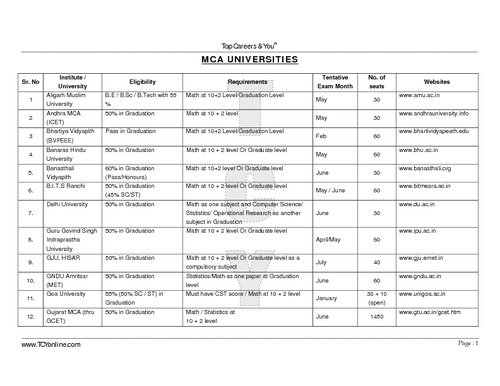 Top Careers & You®
MCA UNIVERSITIES
Sr. No | Institute / University | Eligibility | Requirements | Tentative Exam Month | No. of seats | Websites
1 | Aligarh Muslim University | B.E / B.Sc / B.Tech with 55 % | Math at 10+2 Level Graduation Level | May | 30 | www.amu.ac.in
2 | Andhra MCA (ICET) | 50% in Graduation | Math at 10 + 2 level | May | 30 | www.andhrauniversity.info
3 | Bhartiya Vidyapith (BVPEEE) | Pass in Graduation | Math at 10+2 Level Graduation Level | Feb | 60 | www.bhartividyapeeth.edu
4 | Banaras Hindu University | 50% in Graduation | Math at 10 + 2 level Or Graduate level | May | 60 | www.bhu.ac.in
5. | Banasthali Vidyapith | 60% in Graduation (Pass/Honours) | Math at 10+2 level Or Graduate level | June | 30 | www.banasthali.org
6. | B.I.T.S Ranchi | 50% in Graduation (45% SC/ST) | Math at 10 + 2 level Or Graduate level | May / June | 60 | www.bitmesra.ac.in
7. | Delhi University | 50% in Graduation | Math as one subject and Computer Science/ Statistics/ Operational Research as another subject in Graduation | June | 30 | www.du.ac.in
8. | Guru Govind Singh Indraprastha University | 50% in Graduation | Math at 10 + 2 level Or Graduate level | April/May | 60 | www.ipu.ac.in
9. | GJU, HISAR | 50% in Graduation | Math at 10 + 2 level Or Graduate level as a compulsory subject | July | 40 | www.gju.ernet.in
10. | GNDU Amritsar (MET) | 50% in Graduation | Statistics/Math as one paper at Graduation level | June | 60 | www.gndu.ac.in
11. | Goa University | 55% (50% SC / ST) in Graduation | Must have CST score / Math at 10 + 2 level | January | 30 + 10 (open) | www.unigoa.ac.in
12. | Gujarat MCA (thru GCET) | 50% in Graduation | Math / Statistics at 10 + 2 level | June | 1450 | www.gtu.ac.in/gcet.htm
www.TCYonline.com
Page : 1